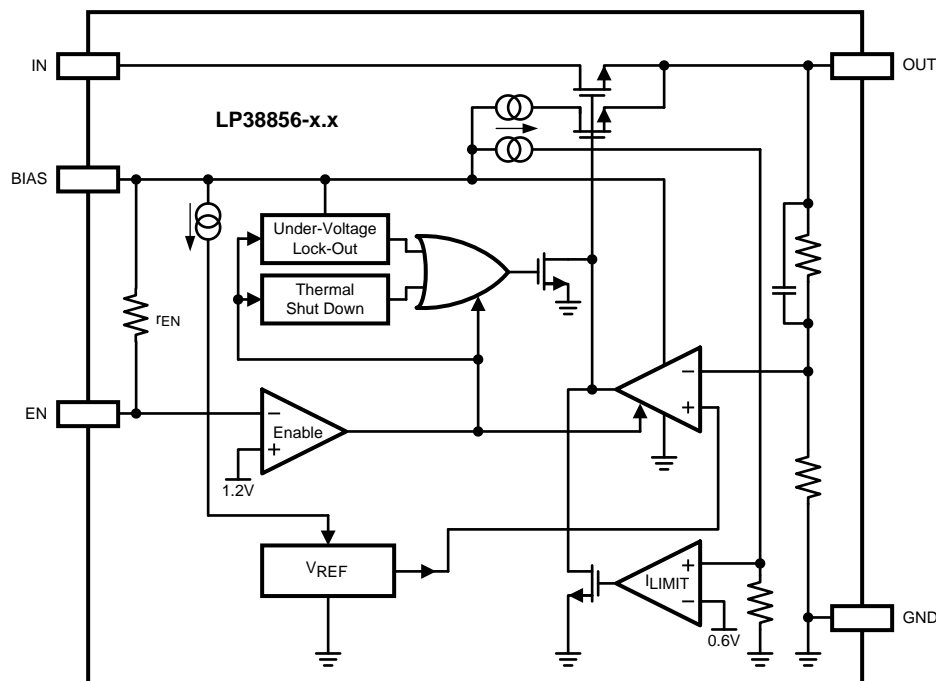 IN
OUT
LP38856-x.x
BIAS
Under-Voltage
Lock-Out
Thermal
Shut Down
rEN
EN
−
+
Enable
1.2V
−
+
VREF
+
−
ILIMIT
0.6V
GND